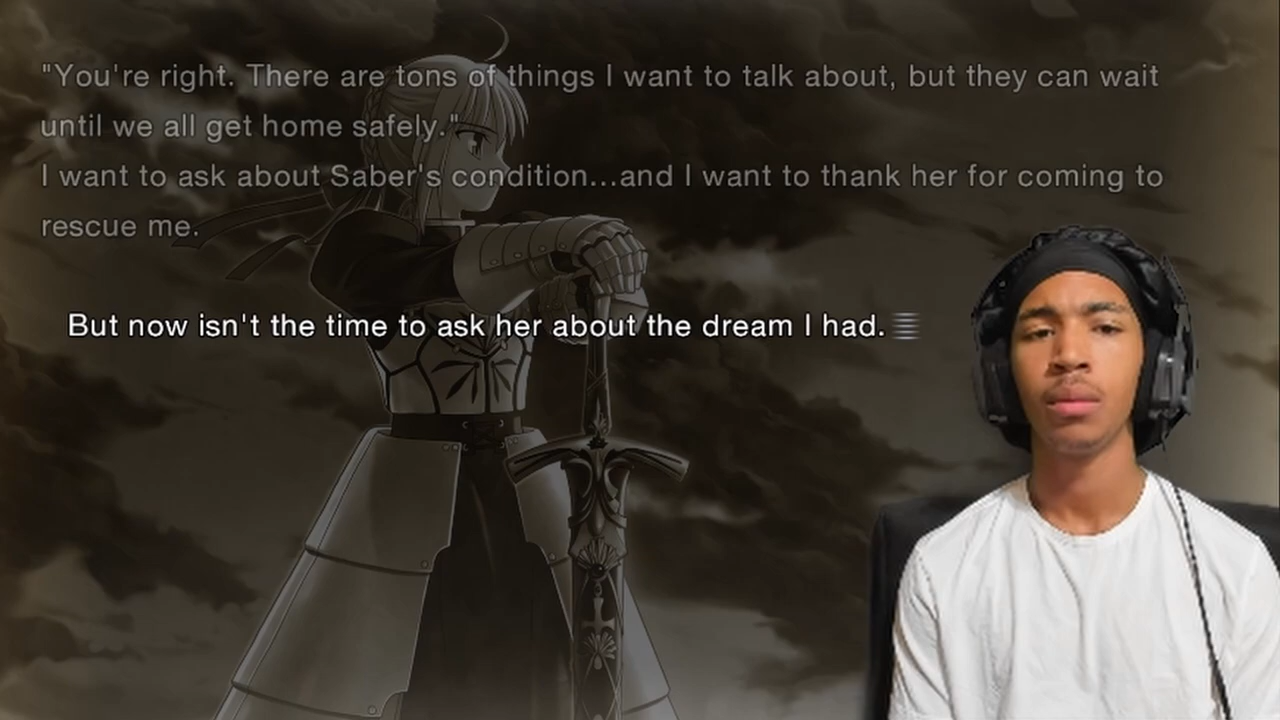 "You're right. There are tons of things I want to talk about, but they can wait
until we all get home safely."
I want to ask about Saber's condition...and I want to thank her for coming to
rescue me.
But now isn't the time to ask her about the dream I had.